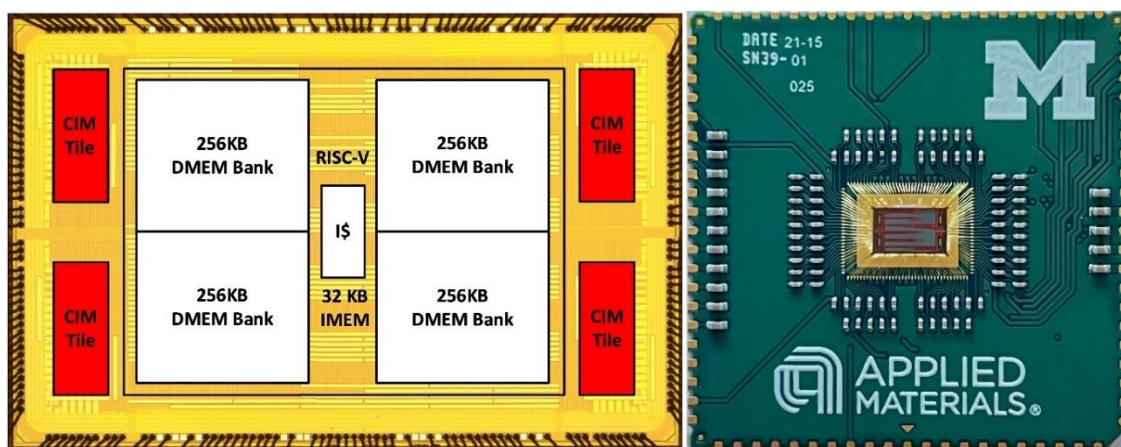 CIM
Tile
256KB
DMEM Bank
RISC-V
256KB
DMEM Bank
CIM
Tile
I$
CIM
Tile
256KB
DMEM Bank
32 KB
IMEM
256KB
DMEM Bank
CIM
Tile
DATE 21-15
SN39-01
025
M
APPLIED
MATERIALS®